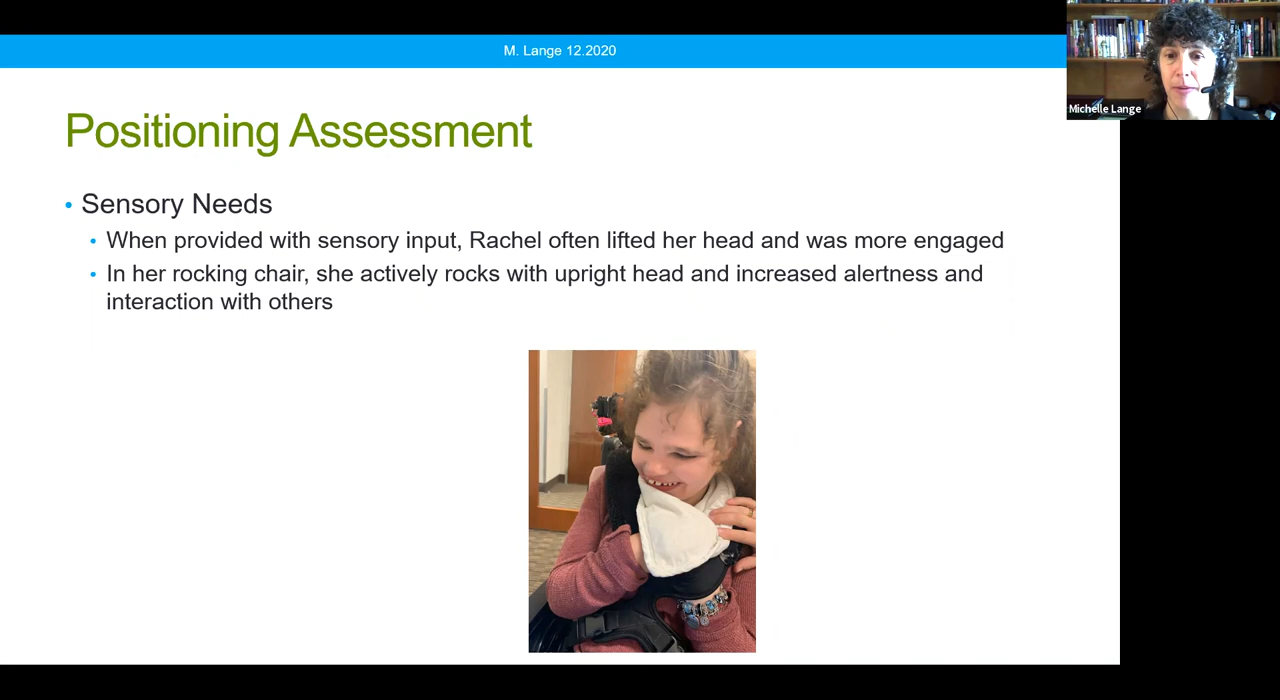 M. Lange 12.2020
Michelle Lange
Positioning Assessment
• Sensory Needs
• When provided with sensory input, Rachel often lifted her head and was more engaged
• In her rocking chair, she actively rocks with upright head and increased alertness and
interaction with others